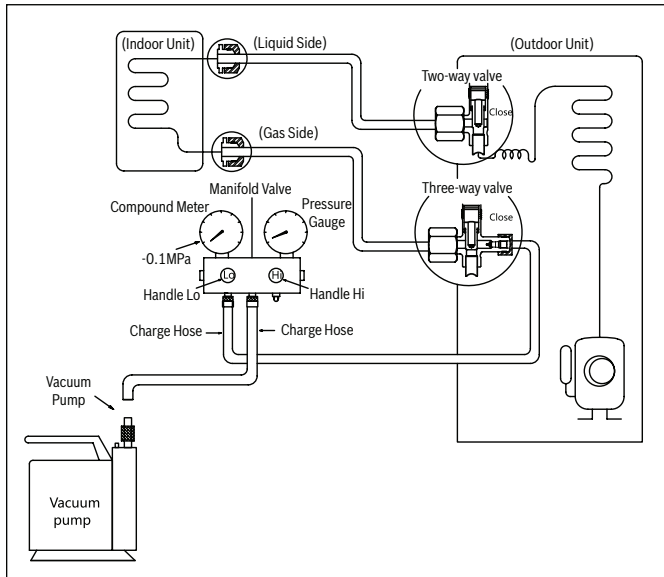 (Indoor Unit)
(Liquid Side)
(Outdoor Unit)
Two-way valve
Close
(Gas Side)
Manifold Valve
Three-way valve
Compound Meter
Pressure
Gauge
Close
-0.1MPa
Lo
Hi
Handle Lo
Handle Hi
Charge Hose
Charge Hose
Vacuum
Pump
Vacuum
pump